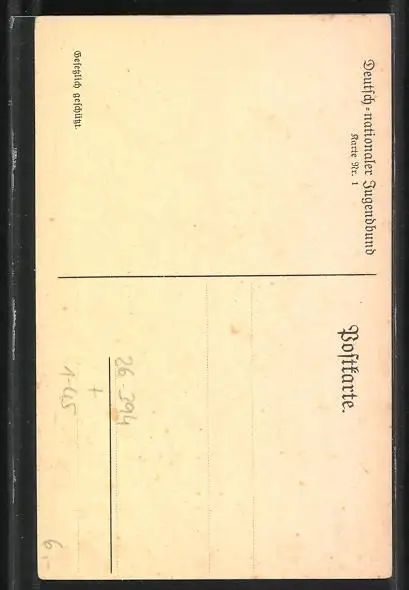 Deutsch-nationaler Jugendbund
Karte Nr. 1
Gesetzlich geschützt.
Postkarte.
26-394
+
1-45
6,-